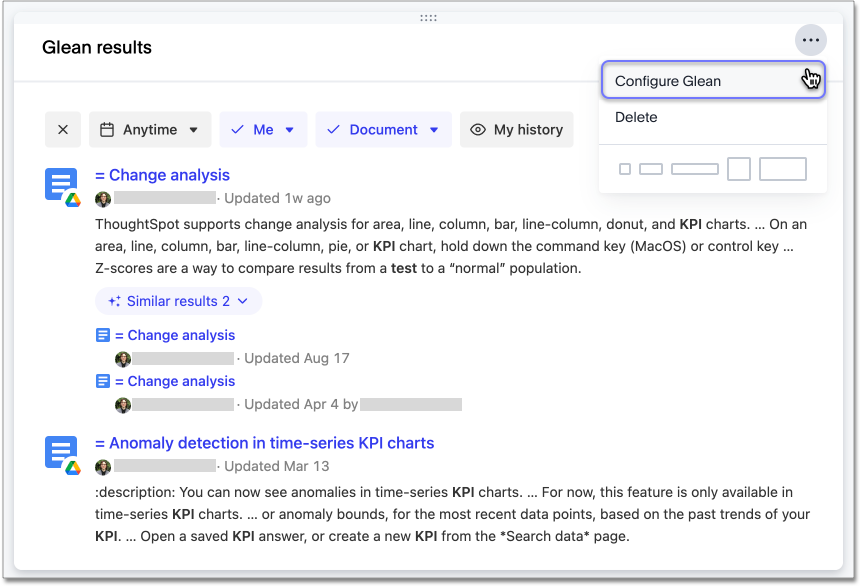 Glean results
Configure Glean
Delete
Anytime
Me
Document
My history
= Change analysis
· Updated 1w ago
ThoughtSpot supports change analysis for area, line, column, bar, line-column, donut, and KPI charts. ... On an
area, line, column, bar, line-column, pie, or KPI chart, hold down the command key (MacOS) or control key ...
Z-scores are a way to compare results from a test to a “normal” population.
Similar results 2
= Change analysis
· Updated Aug 17
= Change analysis
· Updated Apr 4 by
= Anomaly detection in time-series KPI charts
· Updated Mar 13
:description: You can now see anomalies in time-series KPI charts. ... For now, this feature is only available in
time-series KPI charts. ... or anomaly bounds, for the most recent data points, based on the past trends of your
KPI. ... Open a saved KPI answer, or create a new KPI from the *Search data* page.